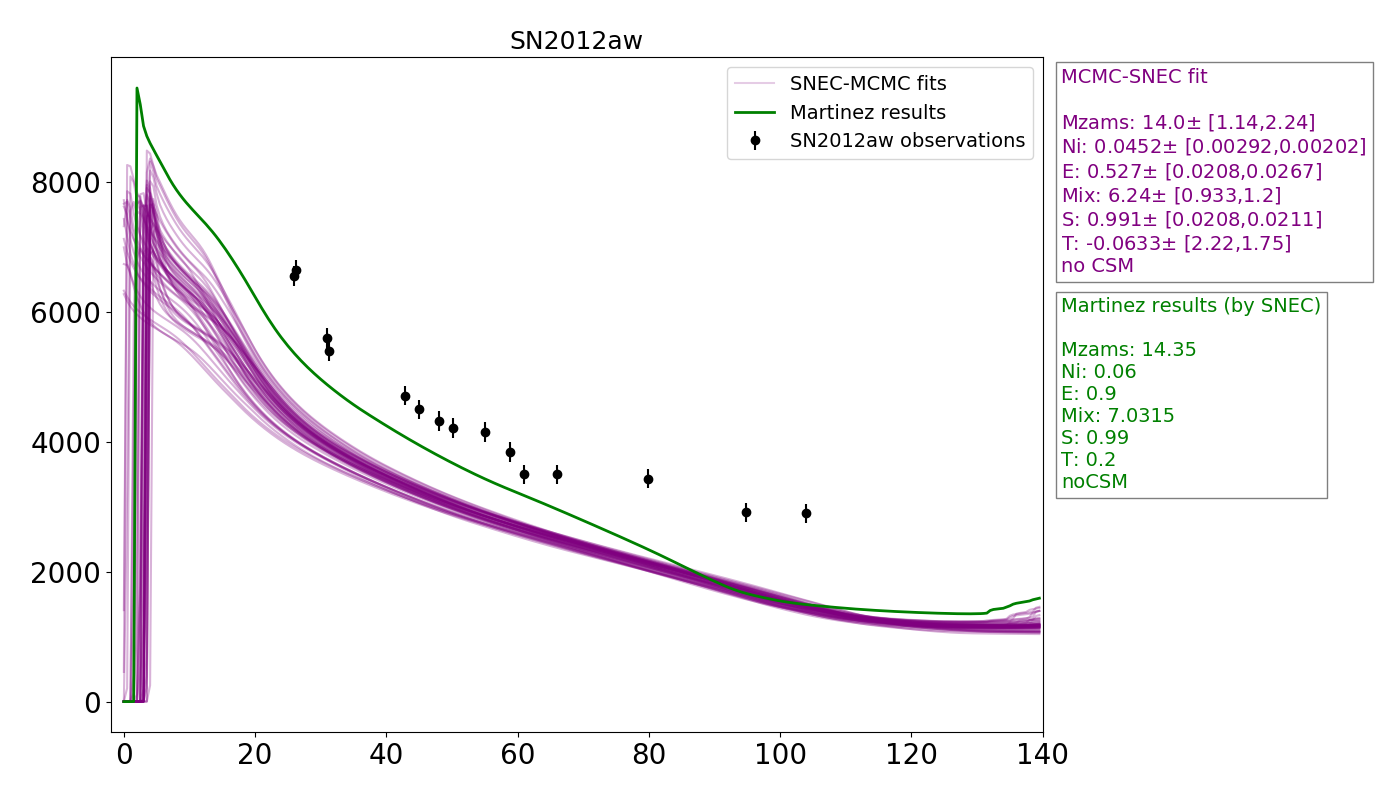 SN2012aw
SNEC-MCMC fits
Martinez results
SN2012aw observations
8000
6000
4000
2000
0
0 20 40 60 80 100 120 140
MCMC-SNEC fit
Mzams: 14.0± [1.14,2.24]
Ni: 0.0452± [0.00292,0.00202]
E: 0.527± [0.0208,0.0267]
Mix: 6.24± [0.933,1.2]
S: 0.991± [0.0208,0.0211]
T: -0.0633± [2.22,1.75]
no CSM
Martinez results (by SNEC)
Mzams: 14.35
Ni: 0.06
E: 0.9
Mix: 7.0315
S: 0.99
T: 0.2
noCSM